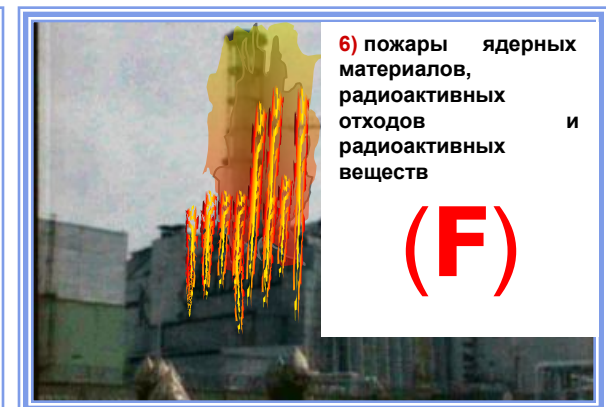 6) пожары ядерных
материалов,
радиоактивных
отходов и
радиоактивных
веществ
(F)